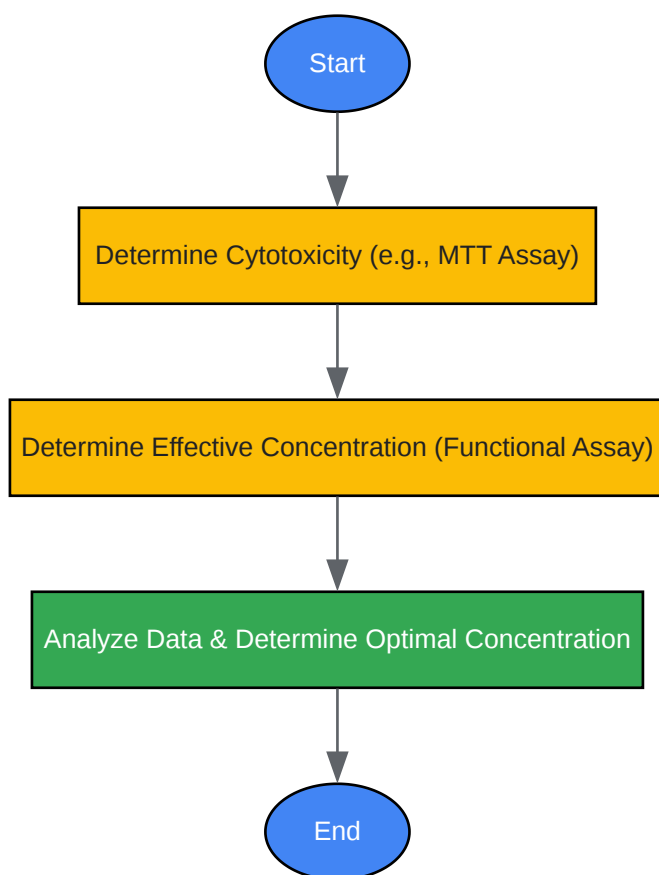 Start
Determine Cytotoxicity (e.g., MTT Assay)
Determine Effective Concentration (Functional Assay)
Analyze Data & Determine Optimal Concentration
End